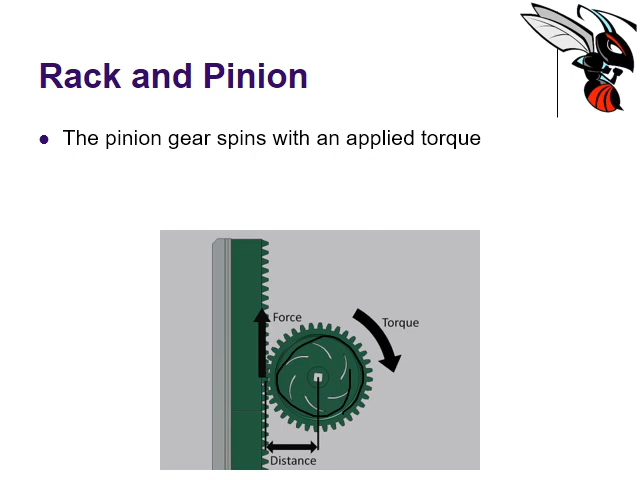 Rack and Pinion
The pinion gear spins with an applied torque
Force
Torque
Distance